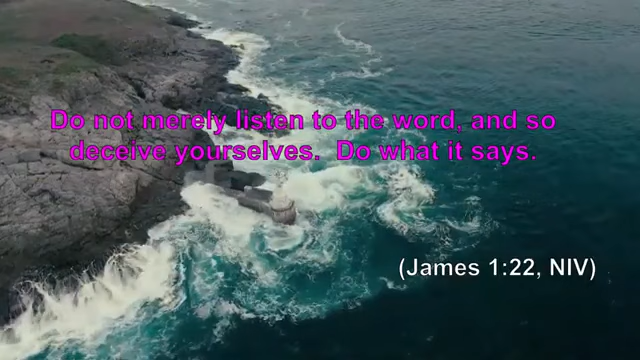 Do not merely listen to the word, and so
deceive yourselves.  Do what it says.
(James 1:22, NIV)